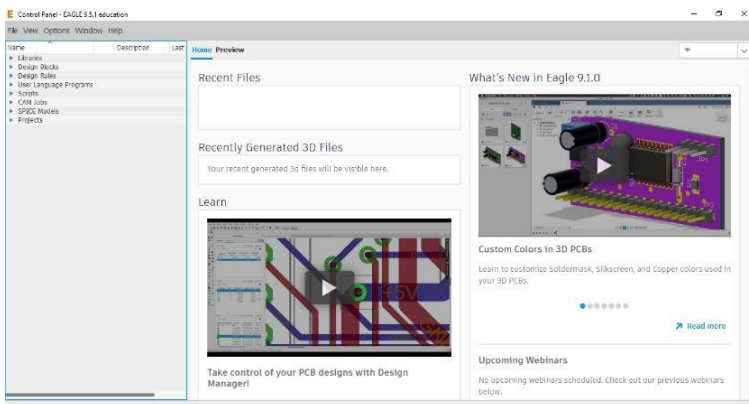 E Control Panel - EAGLE 9.5.1 education
File View Options Window Help
Name Description Last
Libraries
Design Blocks
Design Rules
User Language Programs
Scripts
CAM Jobs
SPICE Models
Projects
Home Preview
Recent Files
Recently Generated 3D Files
Your recent generated 3d files will be visible here.
Learn
+5V
Take control of your PCB designs with Design
Manager!
What's New in Eagle 9.1.0
JP1
JP2
Custom Colors in 3D PCBs
Learn to customize Soldermask, Silkscreen, and Copper colors used in
your 3D PCBs.
Read more
Upcoming Webinars
No upcoming webinars scheduled. Check out our previous webinars
below.